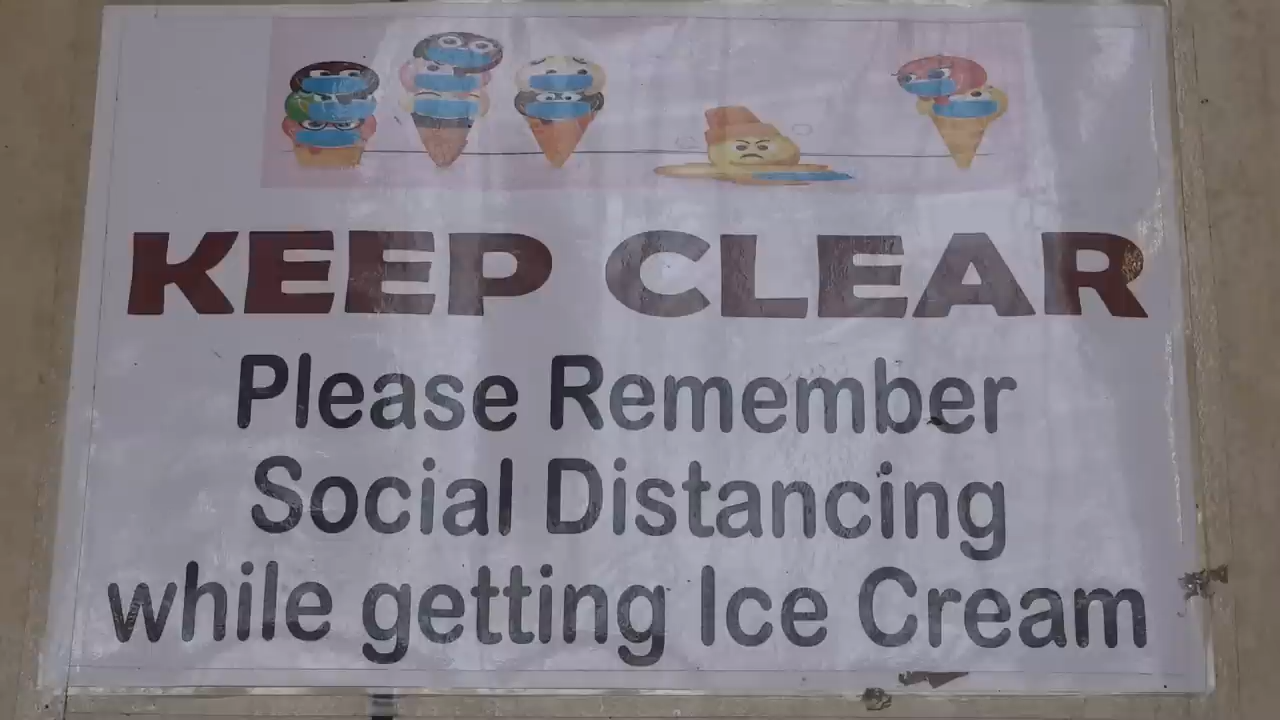 KEEP CLEAR
Please Remember
Social Distancing
while getting Ice Cream